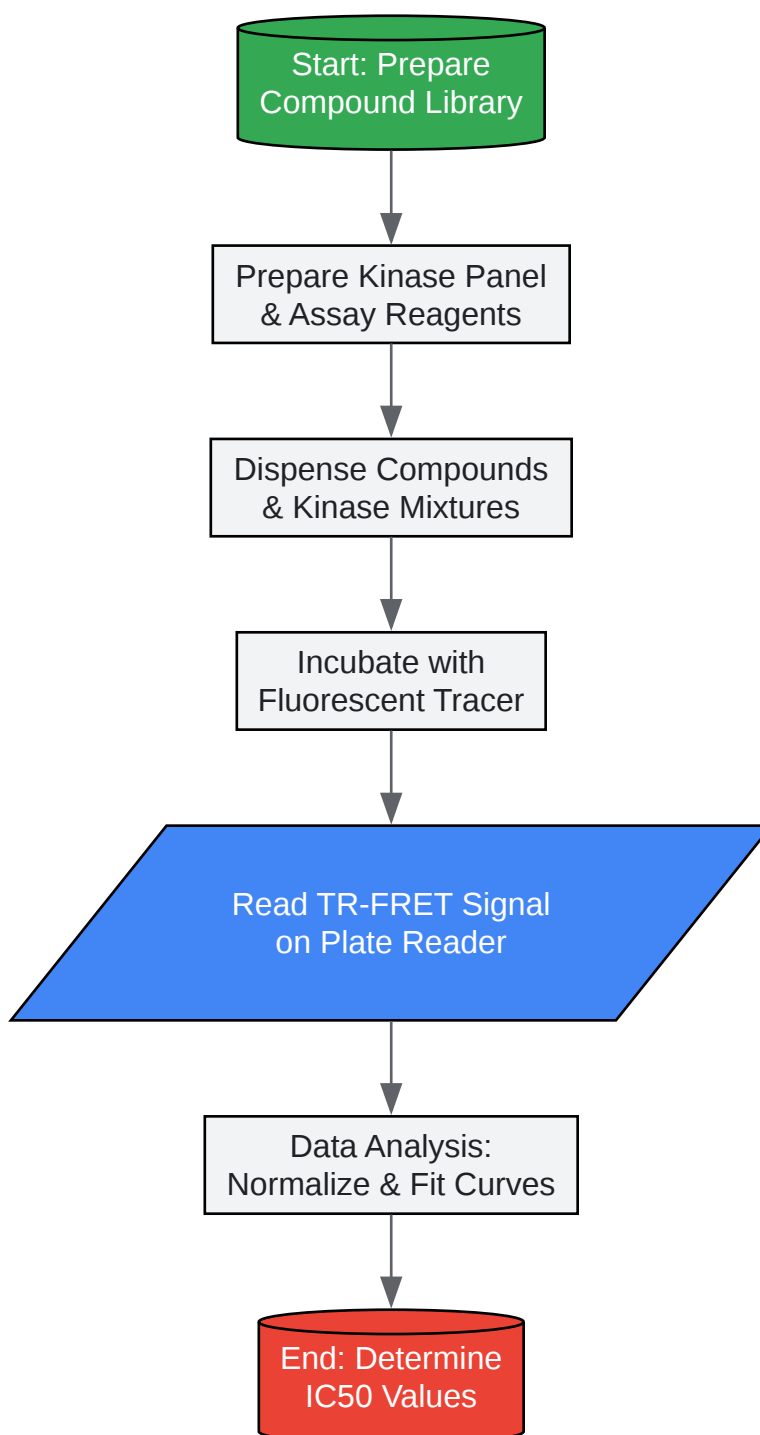 Start: Prepare
Compound Library
Prepare Kinase Panel
& Assay Reagents
Dispense Compounds
& Kinase Mixtures
Incubate with
Fluorescent Tracer
Read TR-FRET Signal
on Plate Reader
Data Analysis:
Normalize & Fit Curves
End: Determine
IC50 Values